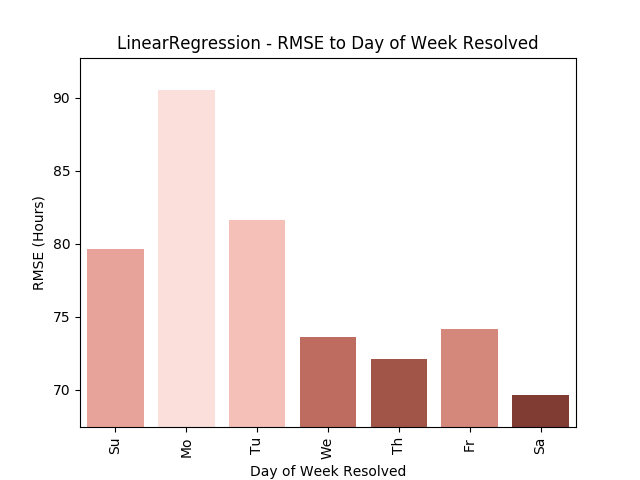 LinearRegression - RMSE to Day of Week Resolved
90
85
80
75
70
RMSE (Hours)
Su
Mo
Tu
We
Th
Fr
Sa
Day of Week Resolved